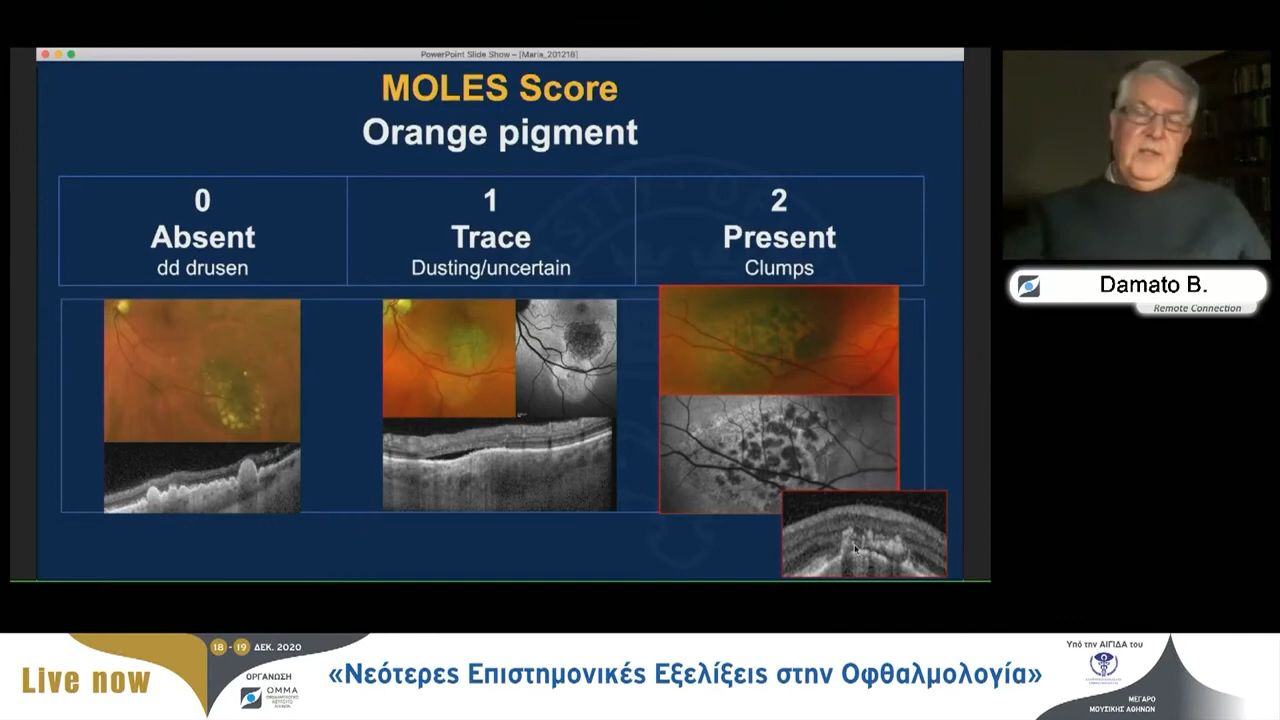 PowerPoint Slide Show - [Maria_201218]
MOLES Score
Orange pigment
0
Absent
dd drusen
1
Trace
Dusting/uncertain
2
Present
Clumps
Damato B.
Remote Connection
Live now
18 - 19 ΔΕΚ. 2020
ΟΡΓΑΝΩΣΗ
OMMA
«Νεότερες Επιστημονικές Εξελίξεις στην Οφθαλμολογία»
Υπό την ΑΙΓΙΔΑ του
ΜΕΓΑΡΟ
ΜΟΥΣΙΚΗΣ ΑΘΗΝΩΝ